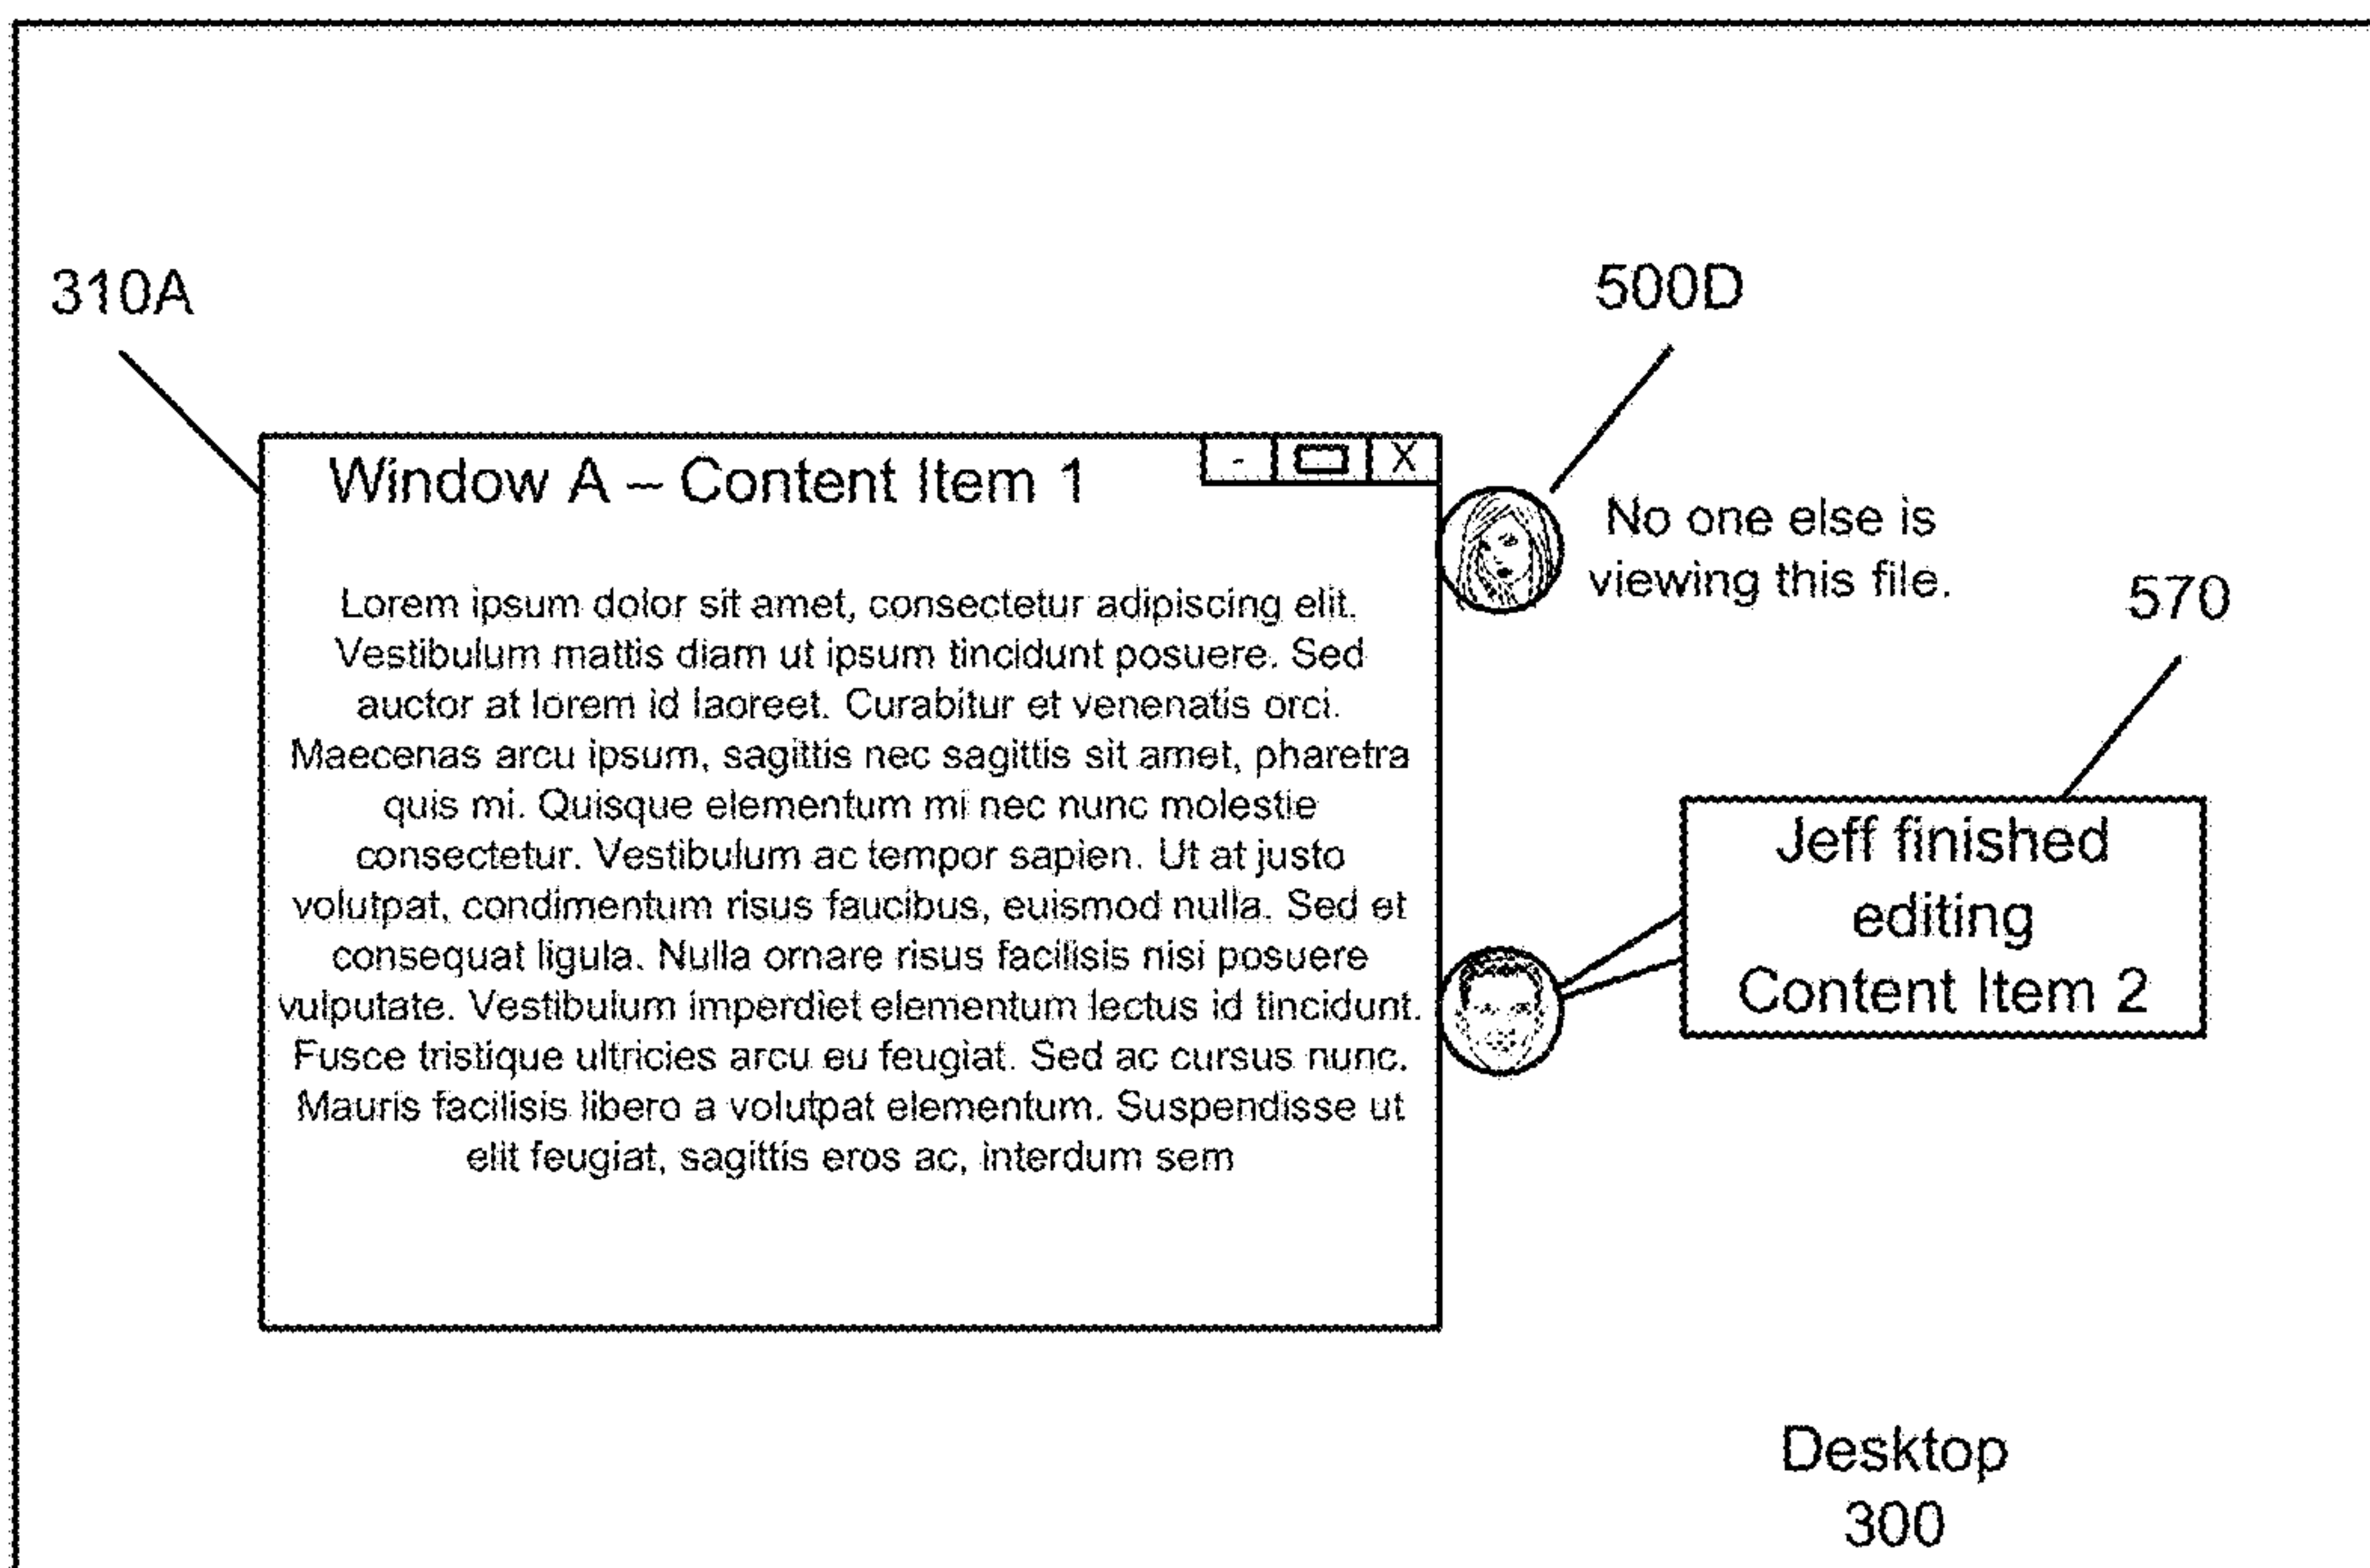 310A
500D
Window A – Content Item 1
- X
No one else is
viewing this file.
570
Lorem ipsum dolor sit amet, consectetur adipiscing elit.
Vestibulum mattis diam ut ipsum tincidunt posuere. Sed
auctor at lorem id laoreet. Curabitur et venenatis orci.
Maecenas arcu ipsum, sagittis nec sagittis sit amet, pharetra
quis mi. Quisque elementum mi nec nunc molestie
consectetur. Vestibulum ac tempor sapien. Ut at justo
volutpat, condimentum risus faucibus, euismod nulla. Sed et
consequat ligula. Nulla ornare risus facilisis nisi posuere
vulputate. Vestibulum imperdiet elementum lectus id tincidunt.
Fusce tristique ultricies arcu eu feugiat. Sed ac cursus nunc.
Mauris facilisis libero a volutpat elementum. Suspendisse ut
elit feugiat, sagittis eros ac, interdum sem
Jeff finished
editing
Content Item 2
Desktop
300